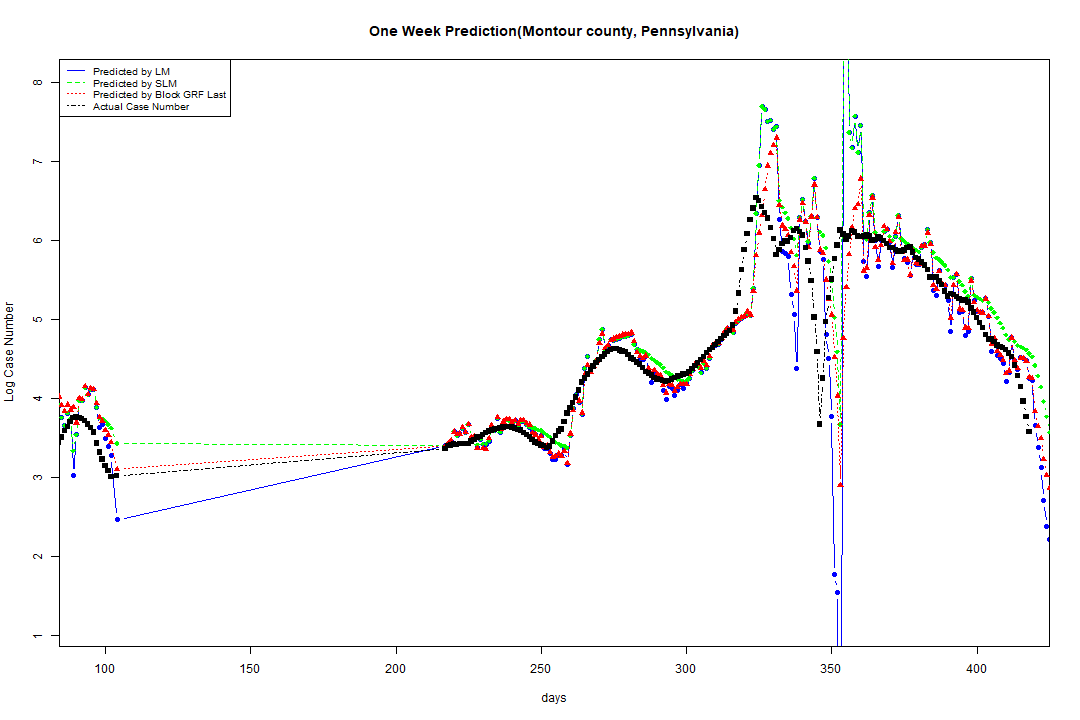 One Week Prediction(Montour county, Pennsylvania)
Predicted by LM
Predicted by SLM
Predicted by Block GRF Last
Actual Case Number
8
7
6
5
4
3
2
1
Log Case Number
100 150 200 250 300 350 400
days